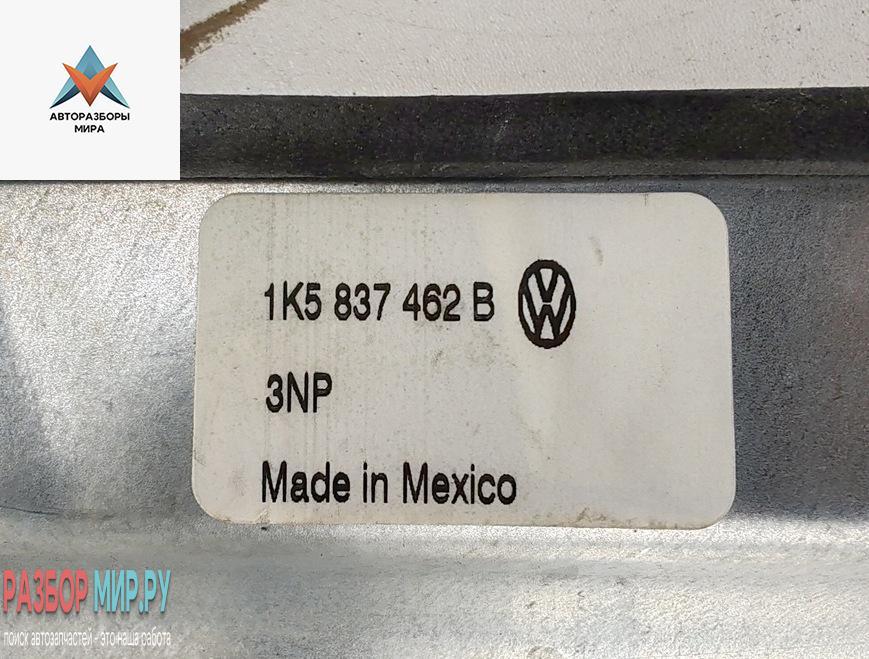 АВТОРАЗБОРЫ
МИРА
1K5 837 462 B
3NP
Made in Mexico
РАЗБОР МИР.РУ
поиск автозапчастей - это наша работа